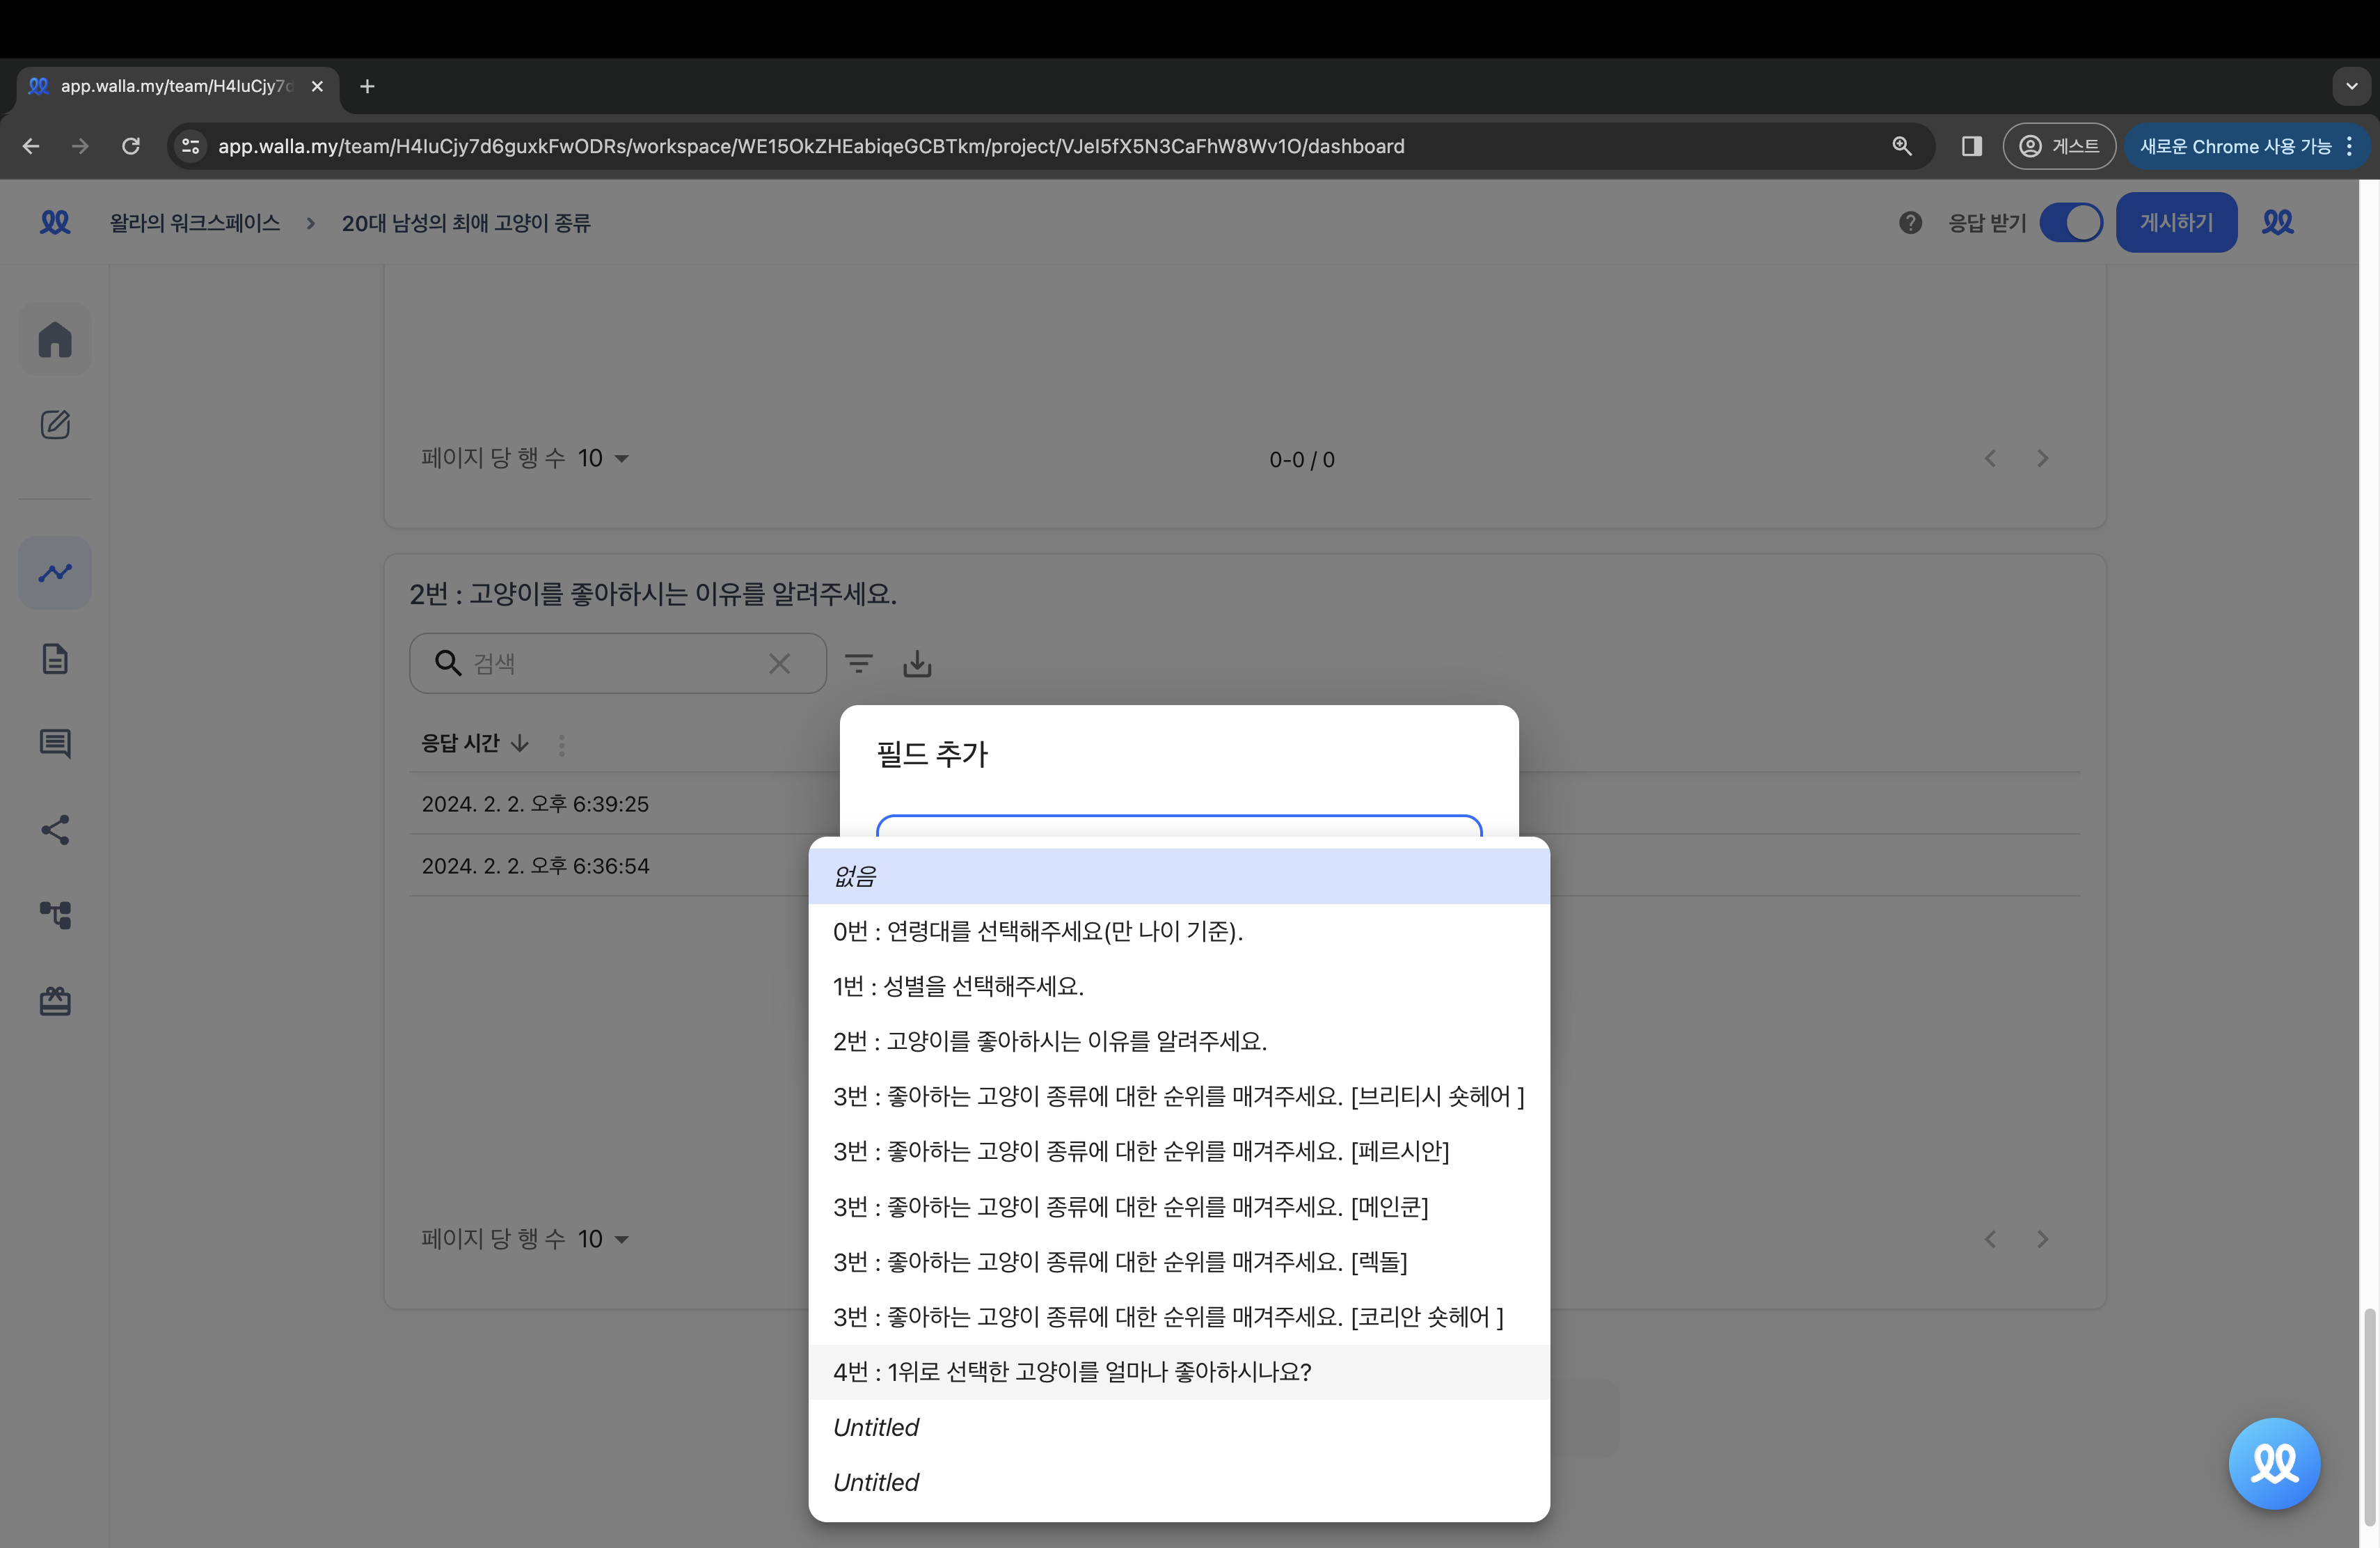 app.walla.my/team/H4IuCjy7d
app.walla.my/team/H4IuCjy7d6guxkFwODRs/workspace/WE15OkZHEabiqeGCBTkm/project/VJeI5fX5N3CaFhW8Wv1O/dashboard
게스트
새로운 Chrome 사용 가능
왈라의 워크스페이스
20대 남성의 최애 고양이 종류
응답 받기
게시하기
페이지 당 행 수 10
0-0 / 0
2번 : 고양이를 좋아하시는 이유를 알려주세요.
검색
응답 시간
2024. 2. 2. 오후 6:39:25
2024. 2. 2. 오후 6:36:54
필드 추가
없음
0번 : 연령대를 선택해주세요(만 나이 기준).
1번 : 성별을 선택해주세요.
2번 : 고양이를 좋아하시는 이유를 알려주세요.
3번 : 좋아하는 고양이 종류에 대한 순위를 매겨주세요. [브리티시 숏헤어 ]
3번 : 좋아하는 고양이 종류에 대한 순위를 매겨주세요. [페르시안]
3번 : 좋아하는 고양이 종류에 대한 순위를 매겨주세요. [메인쿤]
3번 : 좋아하는 고양이 종류에 대한 순위를 매겨주세요. [렉돌]
3번 : 좋아하는 고양이 종류에 대한 순위를 매겨주세요. [코리안 숏헤어 ]
4번 : 1위로 선택한 고양이를 얼마나 좋아하시나요?
Untitled
Untitled
페이지 당 행 수 10